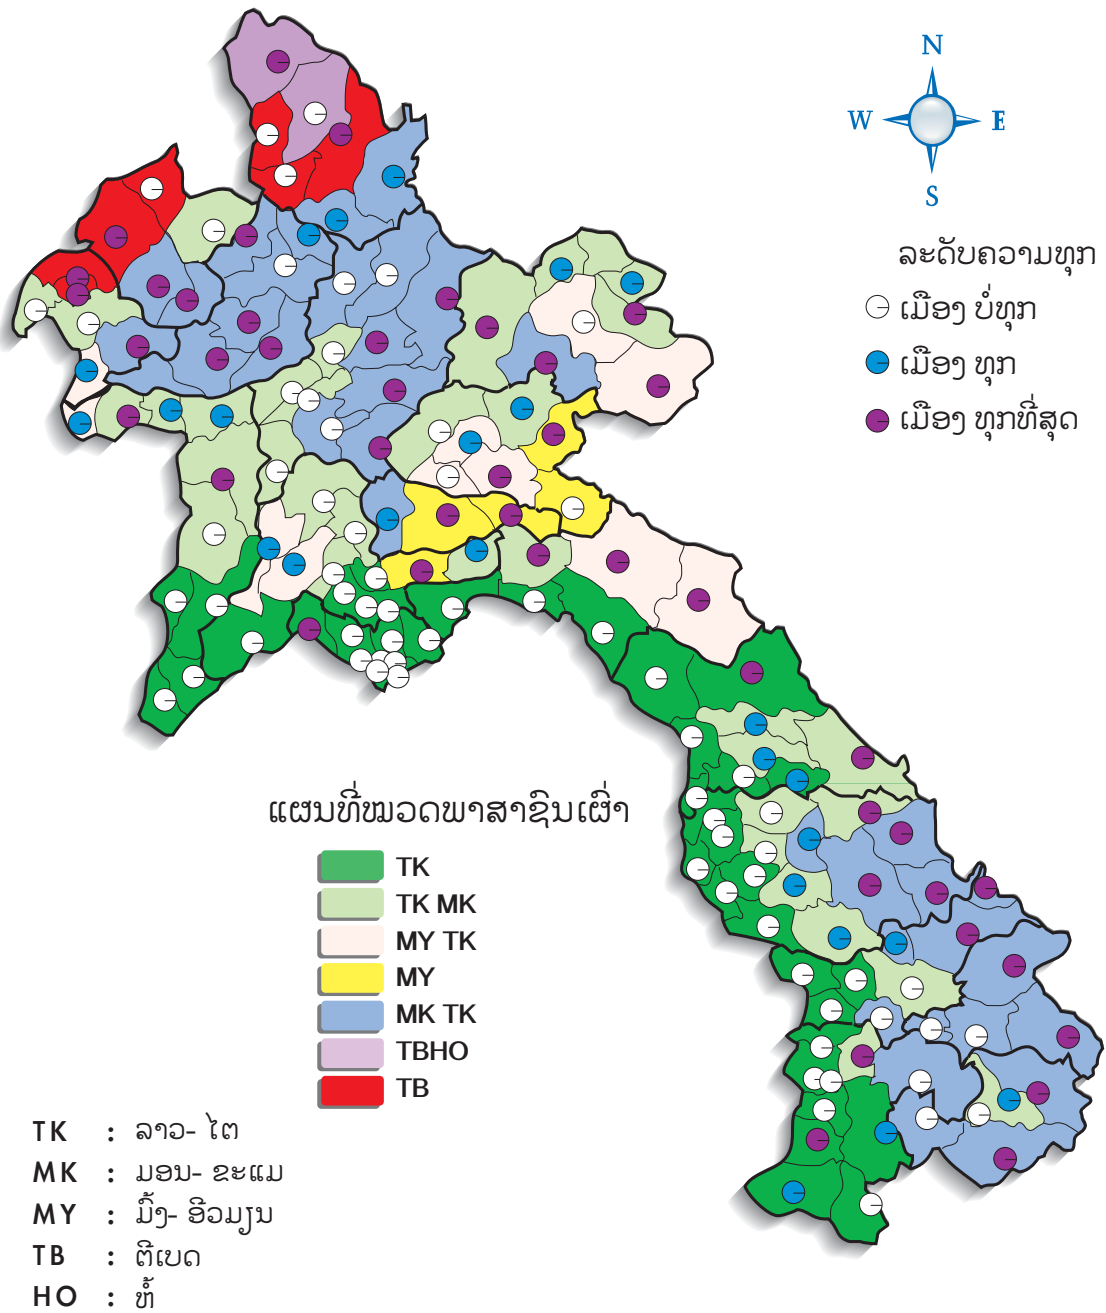 N
W E
S
ລະດັບຄວາມທຸກ
ເມືອງ ບໍ່ທຸກ
ເມືອງ ທຸກ
ເມືອງ ທຸກທີ່ສຸດ
ແຜນທີ່ໝວດພາສາຊົນເຜົ່າ
TK
TK MK
MY TK
MY
MK TK
TBHO
TB
TK : ລາວ- ໄຕ
MK : ມອນ- ຂະແມ
MY : ມົ້ງ- ອີວມຽນ
TB : ຕີເບດ
HO : ຫໍ້